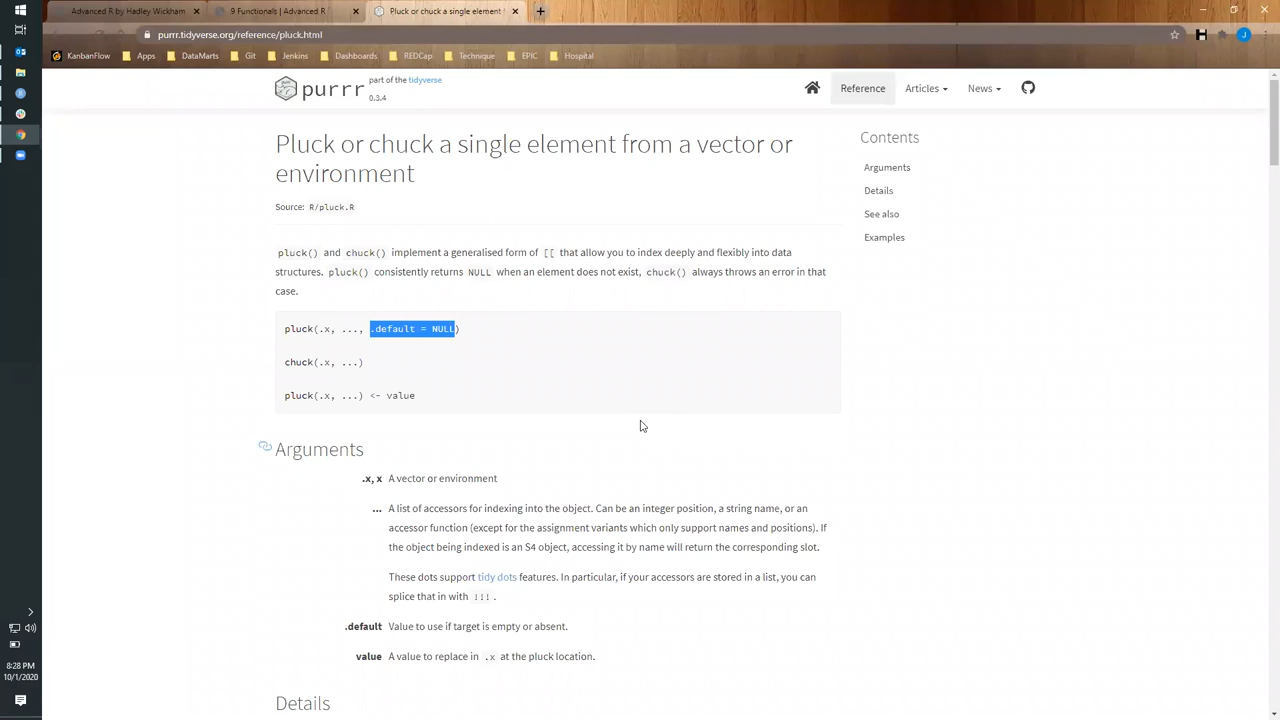 Advanced R by Hadley Wickham
9 Functionals | Advanced R
Pluck or chuck a single element f
purrr.tidyverse.org/reference/pluck.html
J
KanbanFlow Apps DataMarts Git Jenkins Dashboards REDCap Technique EPIC Hospital
purrr part of the tidyverse
0.3.4
Reference Articles News
Pluck or chuck a single element from a vector or
environment
Source: R/pluck.R
pluck() and chuck() implement a generalised form of [[ that allow you to index deeply and flexibly into data
structures. pluck() consistently returns NULL when an element does not exist, chuck() always throws an error in that
case.
pluck(.x, ..., .default = NULL)
chuck(.x, ...)
pluck(.x, ...) <- value
Arguments
.x, x A vector or environment
... A list of accessors for indexing into the object. Can be an integer position, a string name, or an
accessor function (except for the assignment variants which only support names and positions). If
the object being indexed is an S4 object, accessing it by name will return the corresponding slot.
These dots support tidy dots features. In particular, if your accessors are stored in a list, you can
splice that in with !!! .
.default Value to use if target is empty or absent.
value A value to replace in .x at the pluck location.
Details
Contents
Arguments
Details
See also
Examples
8:28 PM
10/1/2020